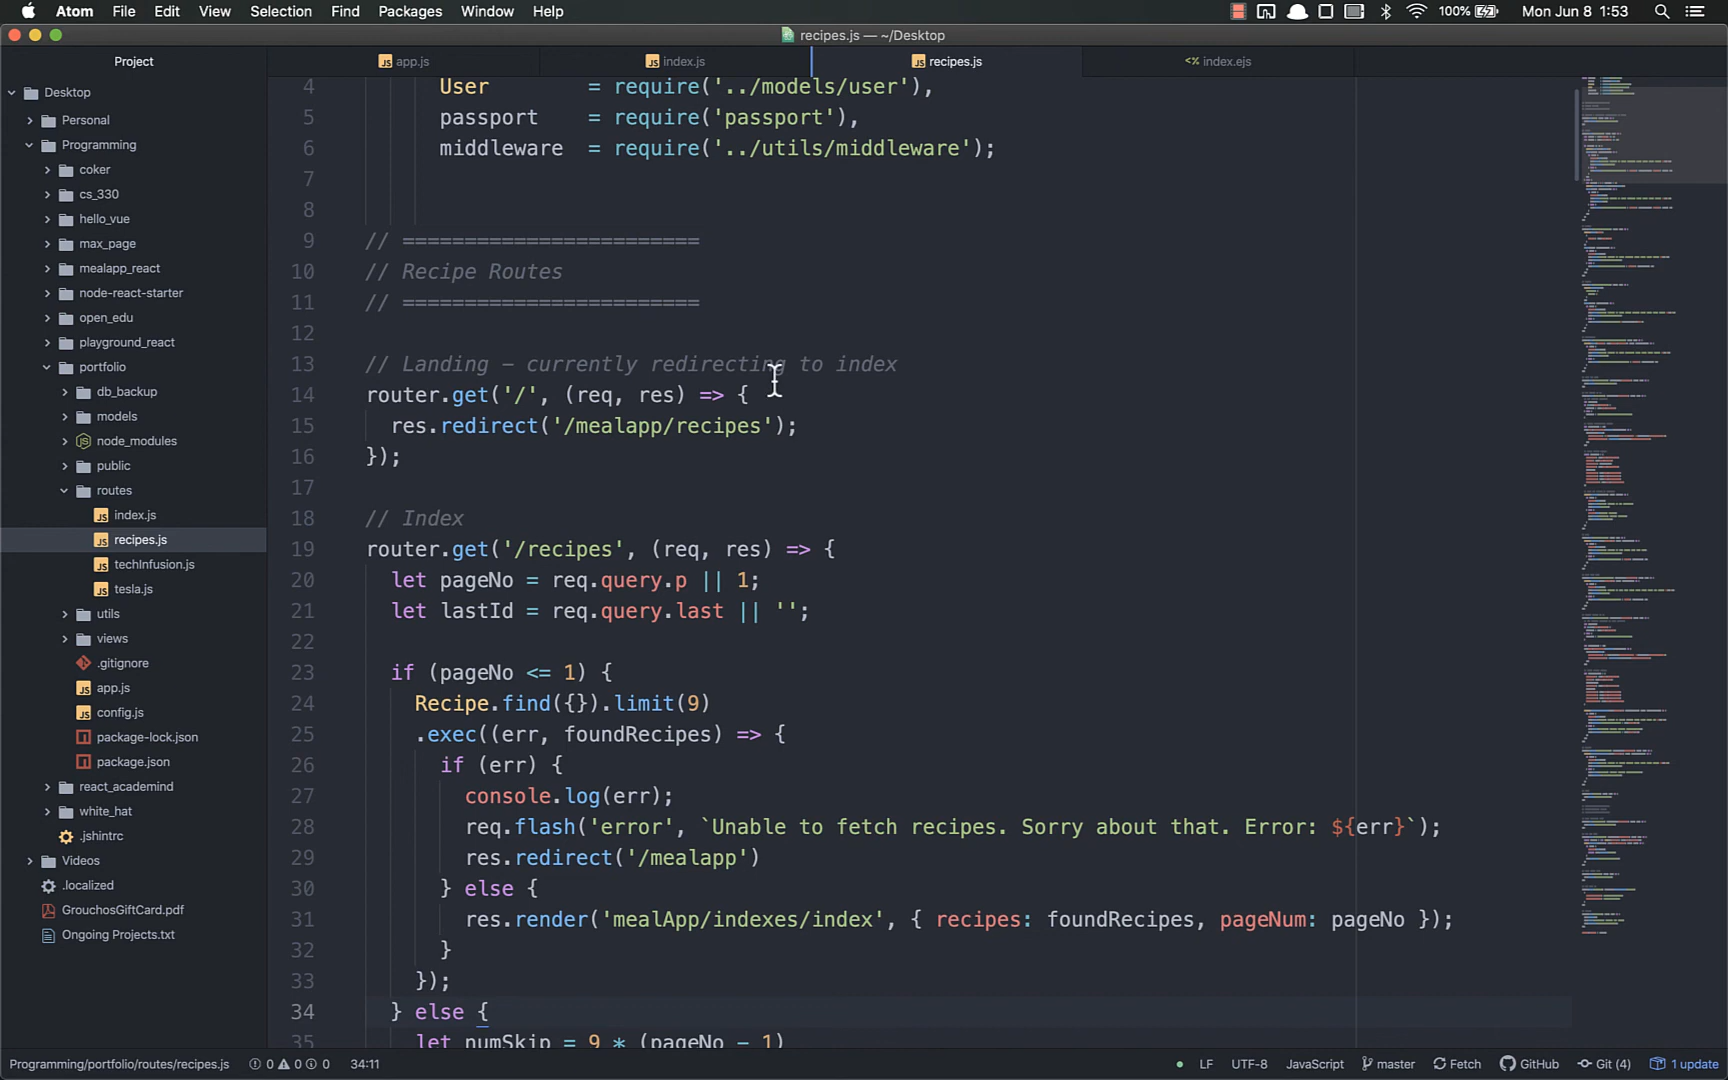 Atom File Edit View Selection Find Packages Window Help 100% Mon Jun 8 1:53
recipes.js — ~/Desktop
Project
app.js index.js recipes.js index.ejs
Desktop
Personal
Programming
coker
cs_330
hello_vue
max_page
mealapp_react
node-react-starter
open_edu
playground_react
portfolio
db_backup
models
node_modules
public
routes
index.js
recipes.js
techInfusion.js
tesla.js
utils
views
.gitignore
app.js
config.js
package-lock.json
package.json
react_academind
white_hat
.jshintrc
Videos
.localized
GrouchosGiftCard.pdf
Ongoing Projects.txt
4 User = require('../models/user'),
5 passport = require('passport'),
6 middleware = require('../utils/middleware');
7
8
9 // ========================
10 // Recipe Routes
11 // ========================
12
13 // Landing – currently redirecting to index
14 router.get('/', (req, res) => {
15 res.redirect('/mealapp/recipes');
16 });
17
18 // Index
19 router.get('/recipes', (req, res) => {
20 let pageNo = req.query.p || 1;
21 let lastId = req.query.last || '';
22
23 if (pageNo <= 1) {
24 Recipe.find({}).limit(9)
25 .exec((err, foundRecipes) => {
26 if (err) {
27 console.log(err);
28 req.flash('error', `Unable to fetch recipes. Sorry about that. Error: ${err}`);
29 res.redirect('/mealapp')
30 } else {
31 res.render('mealApp/indexes/index', { recipes: foundRecipes, pageNum: pageNo });
32 }
33 });
34 } else {
35 let numSkip = 9 * (pageNo - 1)
Programming/portfolio/routes/recipes.js 0 0 0 34:11 LF UTF-8 JavaScript master Fetch GitHub Git (4) 1 update